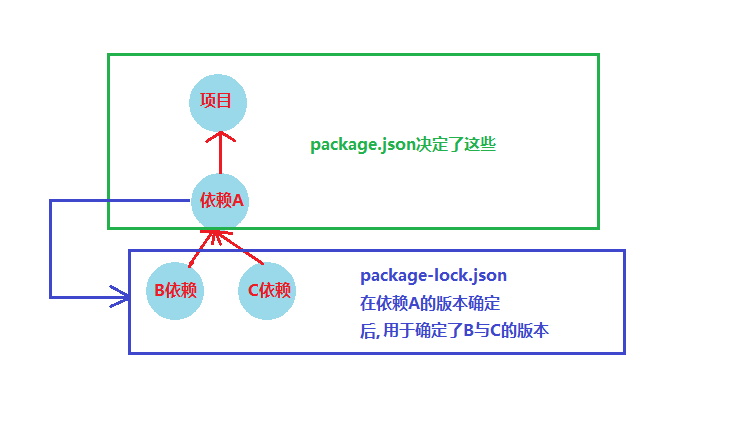 项目
package.json决定了这些
依赖A
B依赖
C依赖
package-lock.json
在依赖A的版本确定
后, 用于确定了B与C的版本